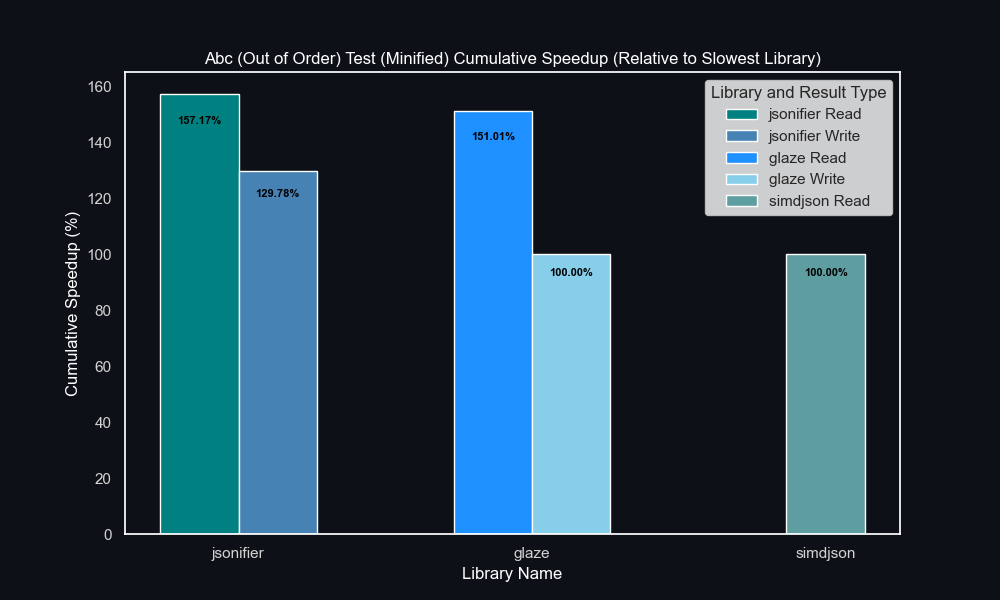 Abc (Out of Order) Test (Minified) Cumulative Speedup (Relative to Slowest Library)
Cumulative Speedup (%)
160
140
120
100
80
60
40
20
0
157.17%
129.78%
151.01%
100.00%
100.00%
Library and Result Type
jsonifier Read
jsonifier Write
glaze Read
glaze Write
simdjson Read
jsonifier
glaze
simdjson
Library Name